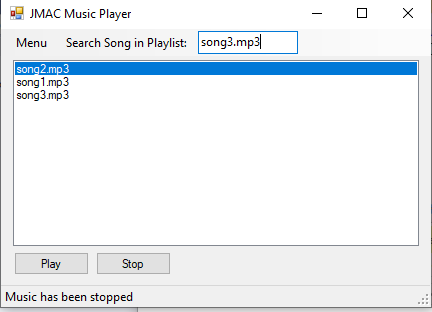 JMAC Music Player
Menu Search Song in Playlist: song3.mp3
song2.mp3
song1.mp3
song3.mp3
Play Stop
Music has been stopped